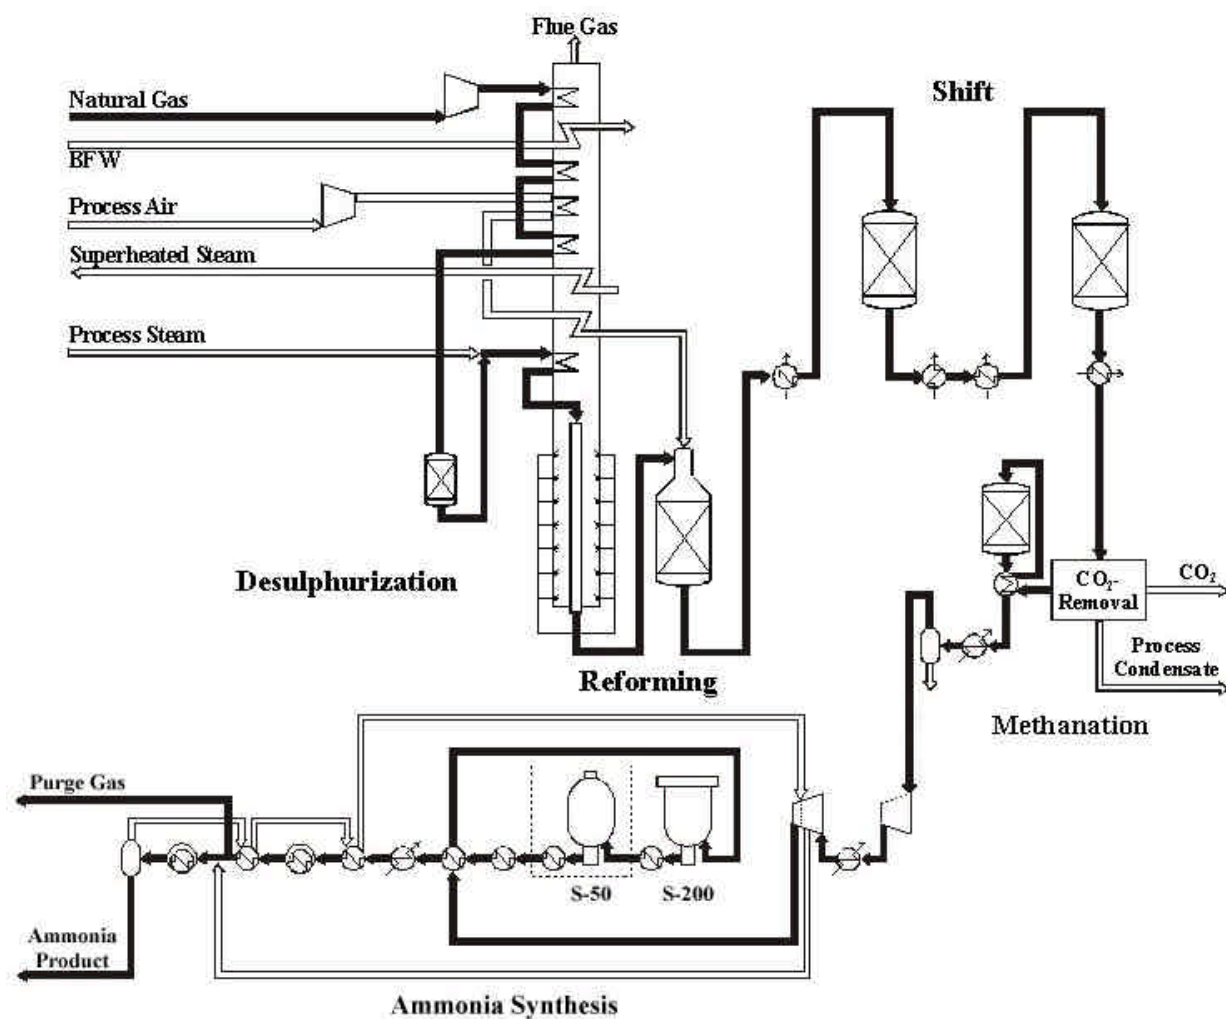 Flue Gas
Natural Gas
BFW
Process Air
Superheated Steam
Process Steam
Desulphurization
Reforming
Shift
CO₂-
Removal
CO₂
Process
Condensate
Methanation
Purge Gas
Ammonia
Product
S-50
S-200
Ammonia Synthesis